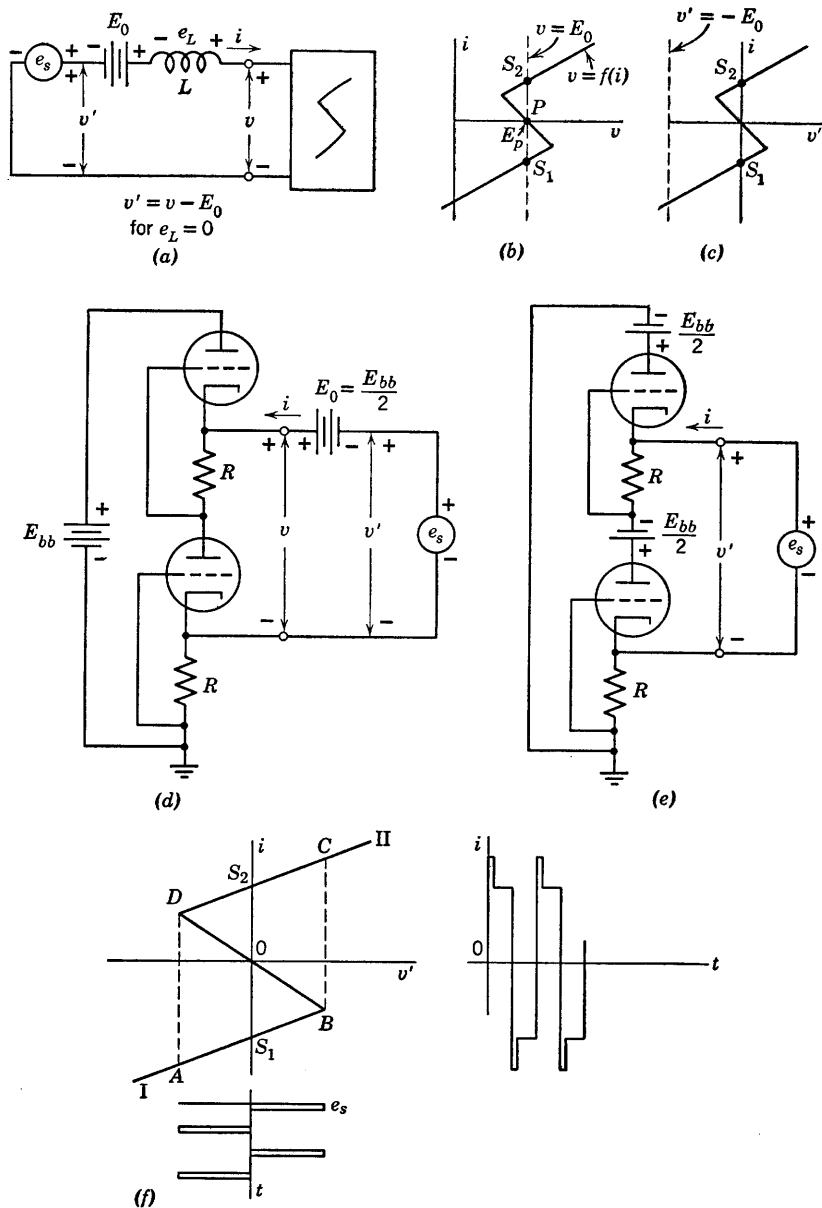 e_L
E_0
i
e_s
L
v'
v
v' = v − E_0
for e_L = 0
(a)
v = E_0
i
S_2
v = f(i)
P
E_p
v
S_1
(b)
v' = −E_0
i
S_2
v'
S_1
(c)
i
E_0 = E_bb/2
R
E_bb
v
v'
e_s
R
(d)
E_bb/2
i
R
E_bb/2
v'
e_s
R
(e)
i
C
II
S_2
D
0
v'
B
S_1
I
A
e_s
t
(f)
i
0
t